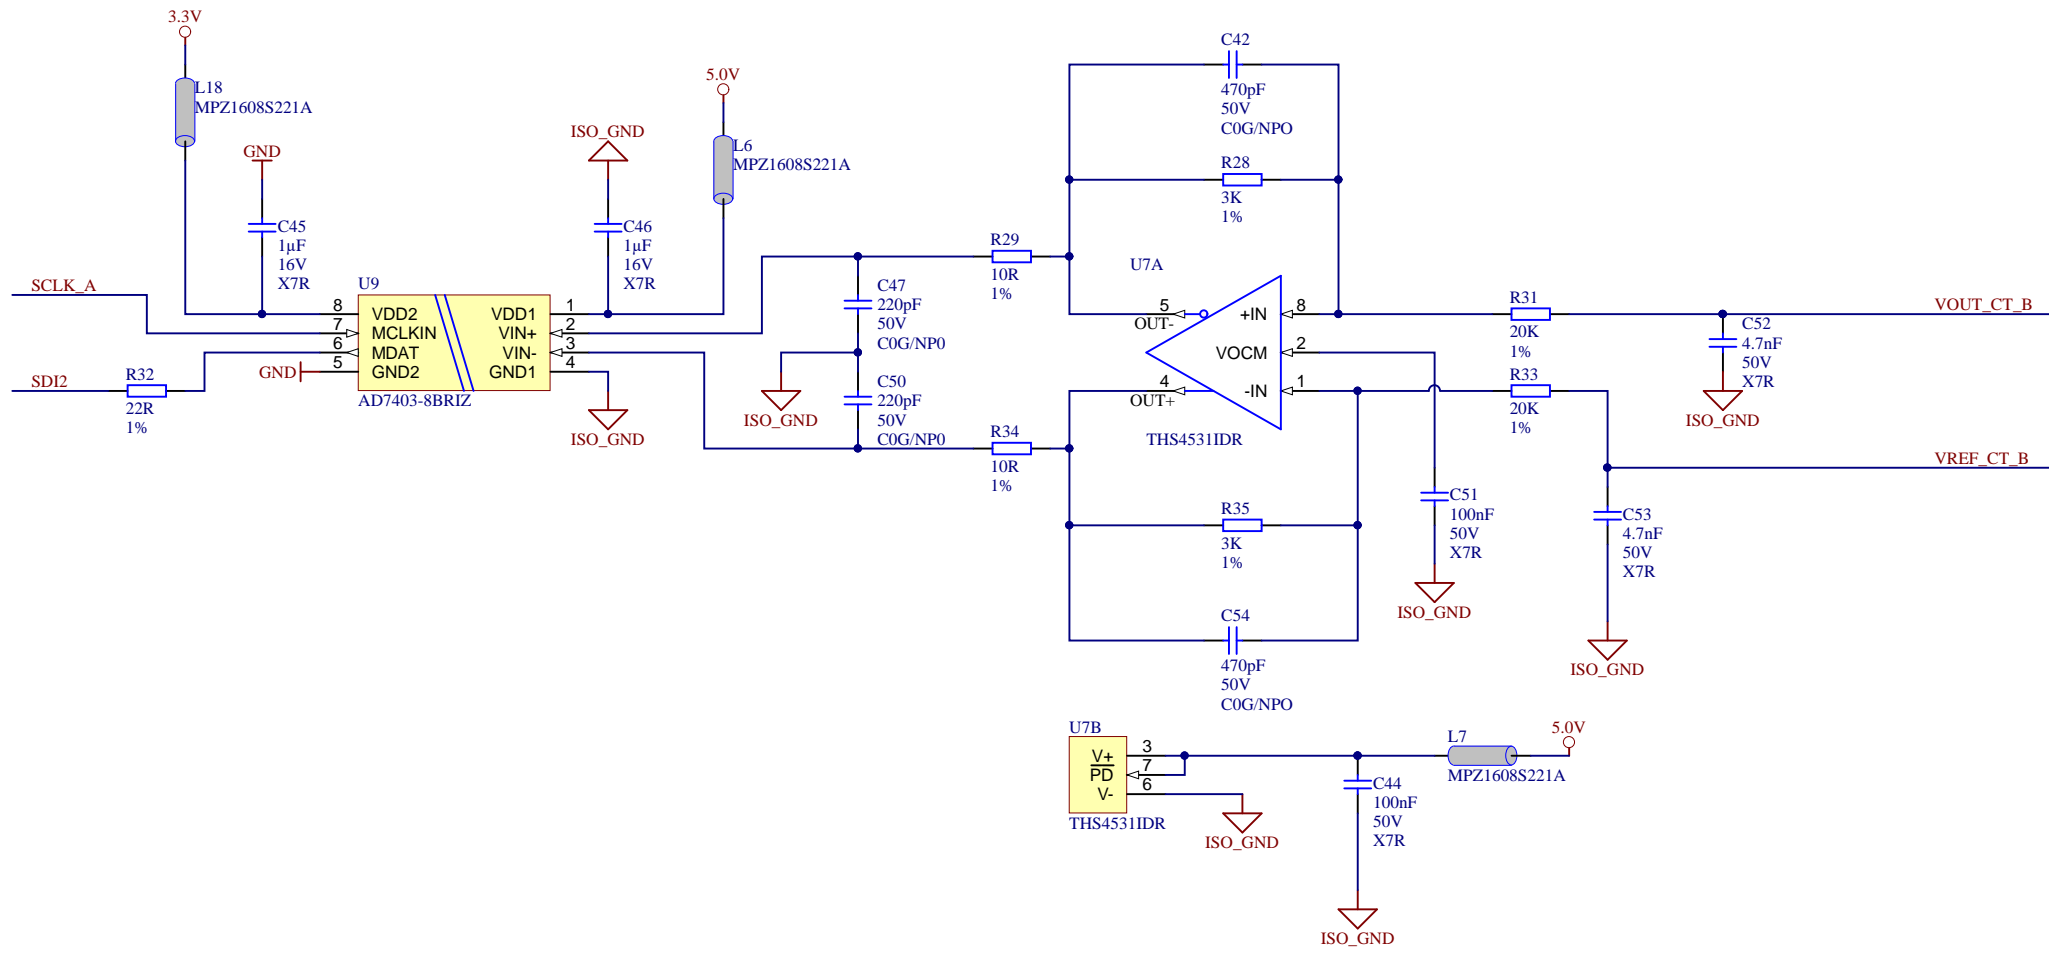 3.3V
L18
MPZ1608S221A
GND
C45
1µF
16V
X7R
ISO_GND
C46
1µF
16V
X7R
5.0V
L6
MPZ1608S221A
SCLK_A
SDI2
R32
22R
1%
GND
U9
8
7
6
5
VDD2
MCLKIN
MDAT
GND2
VDD1
VIN+
VIN-
GND1
1
2
3
4
AD7403-8BRIZ
ISO_GND
ISO_GND
C47
220pF
50V
C0G/NP0
C50
220pF
50V
C0G/NP0
R29
10R
1%
R34
10R
1%
C42
470pF
50V
C0G/NPO
R28
3K
1%
U7A
5
OUT-
4
OUT+
+IN
VOCM
-IN
8
2
1
THS4531IDR
R35
3K
1%
C54
470pF
50V
C0G/NPO
R31
20K
1%
R33
20K
1%
C52
4.7nF
50V
X7R
ISO_GND
VOUT_CT_B
VREF_CT_B
C51
100nF
50V
X7R
ISO_GND
C53
4.7nF
50V
X7R
ISO_GND
U7B
V+
PD
V-
3
7
6
THS4531IDR
ISO_GND
C44
100nF
50V
X7R
ISO_GND
L7
MPZ1608S221A
5.0V